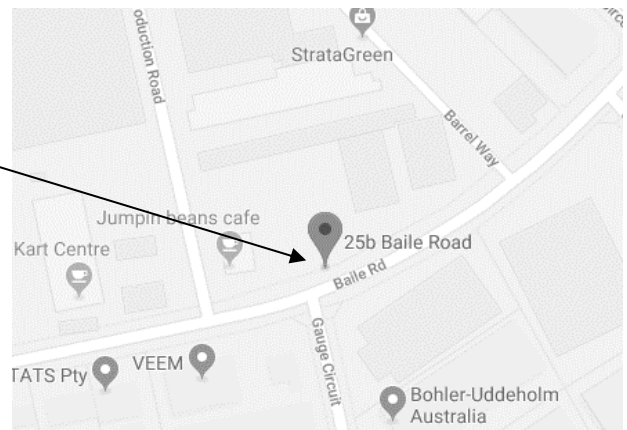 oduction Road
StrataGreen
Barrel Way
Jumpin beans cafe
Kart Centre
25b Baile Road
Baile Rd
Gauge Circuit
TATS Pty
VEEM
Bohler-Uddeholm
Australia